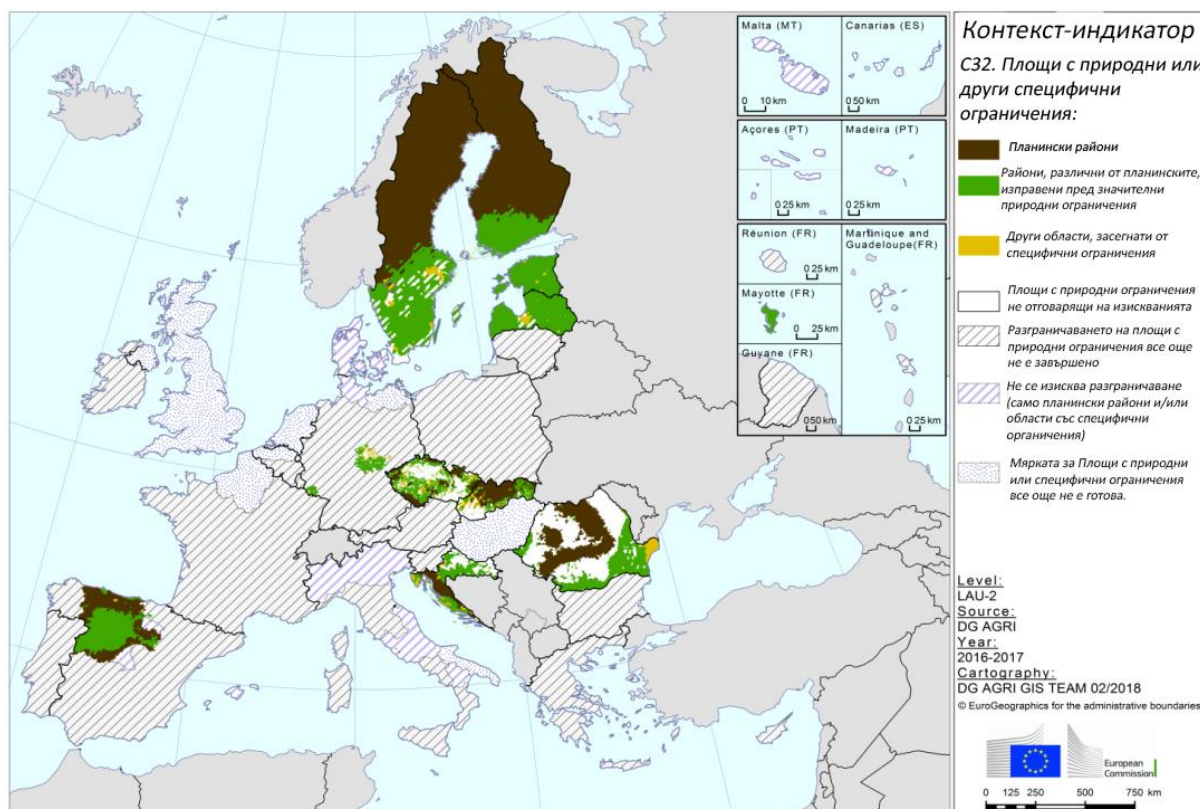 Malta (MT)
0 10 km
Canarias (ES)
0 50 km
Açores (PT)
0 25 km
Madeira (PT)
0 25 km
Réunion (FR)
0 25 km
Martinique and
Guadeloupe(FR)
0 25 km
Mayotte (FR)
0 25 km
Guyane (FR)
0 50 km
Контекст-индикатор
С32. Площи с природни или
други специфични
ограничения:
Планински райони
Райони, различни от планинските,
изправени пред значителни
природни ограничения
Други области, засегнати от
специфични ограничения
Площи с природни ограничения
не отговарящи на изискванията
Разграничаването на площи с
природни ограничения все още
не е завършено
Не се изисква разграничаване
(само планински райони и/или
области със специфични
органичения)
Мярката за Площи с природни
или специфични ограничения
все още не е готова.
Level:
LAU-2
Source:
DG AGRI
Year:
2016-2017
Cartography:
DG AGRI GIS TEAM 02/2018
© EuroGeographics for the administrative boundaries
European
Commission
0 125 250 500 750 km